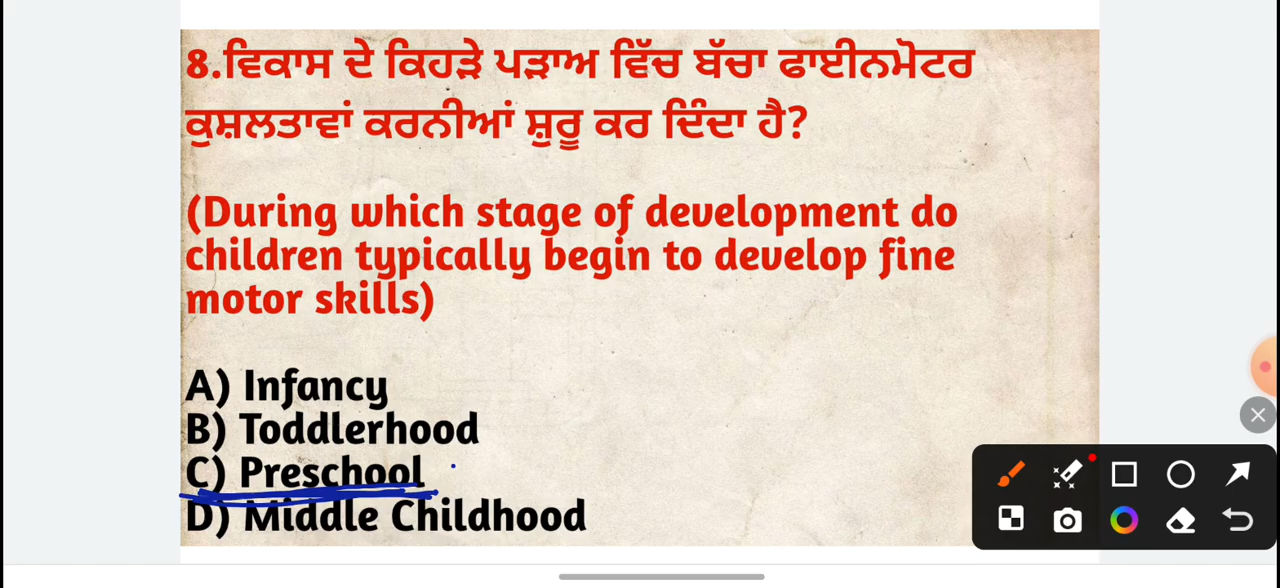 8.ਵਿਕਾਸ ਦੇ ਕਿਹੜੇ ਪੜਾਅ ਵਿੱਚ ਬੱਚਾ ਫਾਈਨਮੋਟਰ
ਕੁਸ਼ਲਤਾਵਾਂ ਕਰਨੀਆਂ ਸ਼ੁਰੂ ਕਰ ਦਿੰਦਾ ਹੈ?
(During which stage of development do
children typically begin to develop fine
motor skills)
A) Infancy
B) Toddlerhood
C) Preschool
D) Middle Childhood